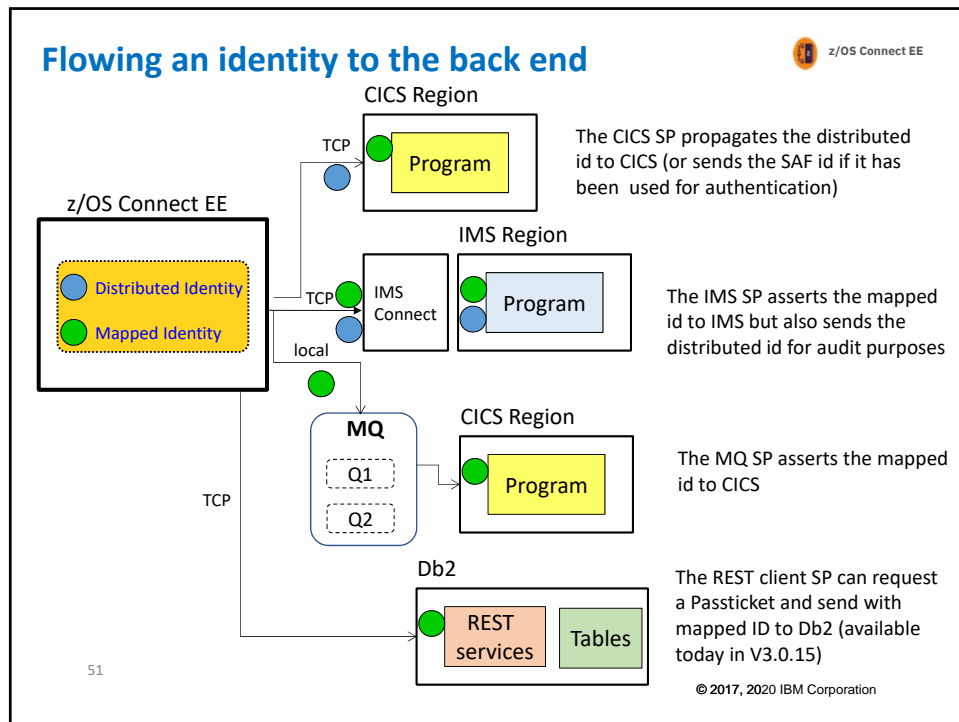 Flowing an identity to the back end
z/OS Connect EE
CICS Region
TCP
Program
The CICS SP propagates the distributed
id to CICS (or sends the SAF id if it has
been used for authentication)
z/OS Connect EE
Distributed Identity
Mapped Identity
IMS Region
TCP
IMS
Connect
Program
The IMS SP asserts the mapped
id to IMS but also sends the
distributed id for audit purposes
local
MQ
Q1
Q2
CICS Region
Program
The MQ SP asserts the mapped
id to CICS
TCP
Db2
REST
services
Tables
The REST client SP can request
a Passticket and send with
mapped ID to Db2 (available
today in V3.0.15)
51
© 2017, 2020 IBM Corporation